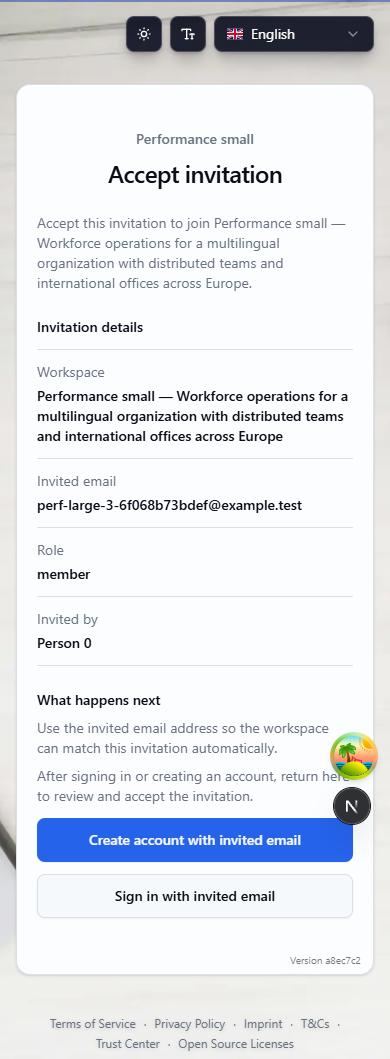 English
Performance small
Accept invitation
Accept this invitation to join Performance small —
Workforce operations for a multilingual
organization with distributed teams and
international offices across Europe.
Invitation details
Workspace
Performance small — Workforce operations for a
multilingual organization with distributed teams
and international offices across Europe
Invited email
perf-large-3-6f068b73bdef@example.test
Role
member
Invited by
Person 0
What happens next
Use the invited email address so the workspace
can match this invitation automatically.
After signing in or creating an account, return here
to review and accept the invitation.
N
Create account with invited email
Sign in with invited email
Version a8ec7c2
Terms of Service · Privacy Policy · Imprint · T&Cs ·
Trust Center · Open Source Licenses